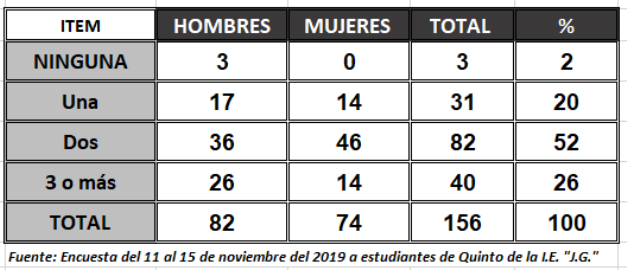 ITEM HOMBRES MUJERES TOTAL %
NINGUNA 3 0 3 2
Una 17 14 31 20
Dos 36 46 82 52
3 o más 26 14 40 26
TOTAL 82 74 156 100
Fuente: Encuesta del 11 al 15 de noviembre del 2019 a estudiantes de Quinto de la I.E. "J.G."